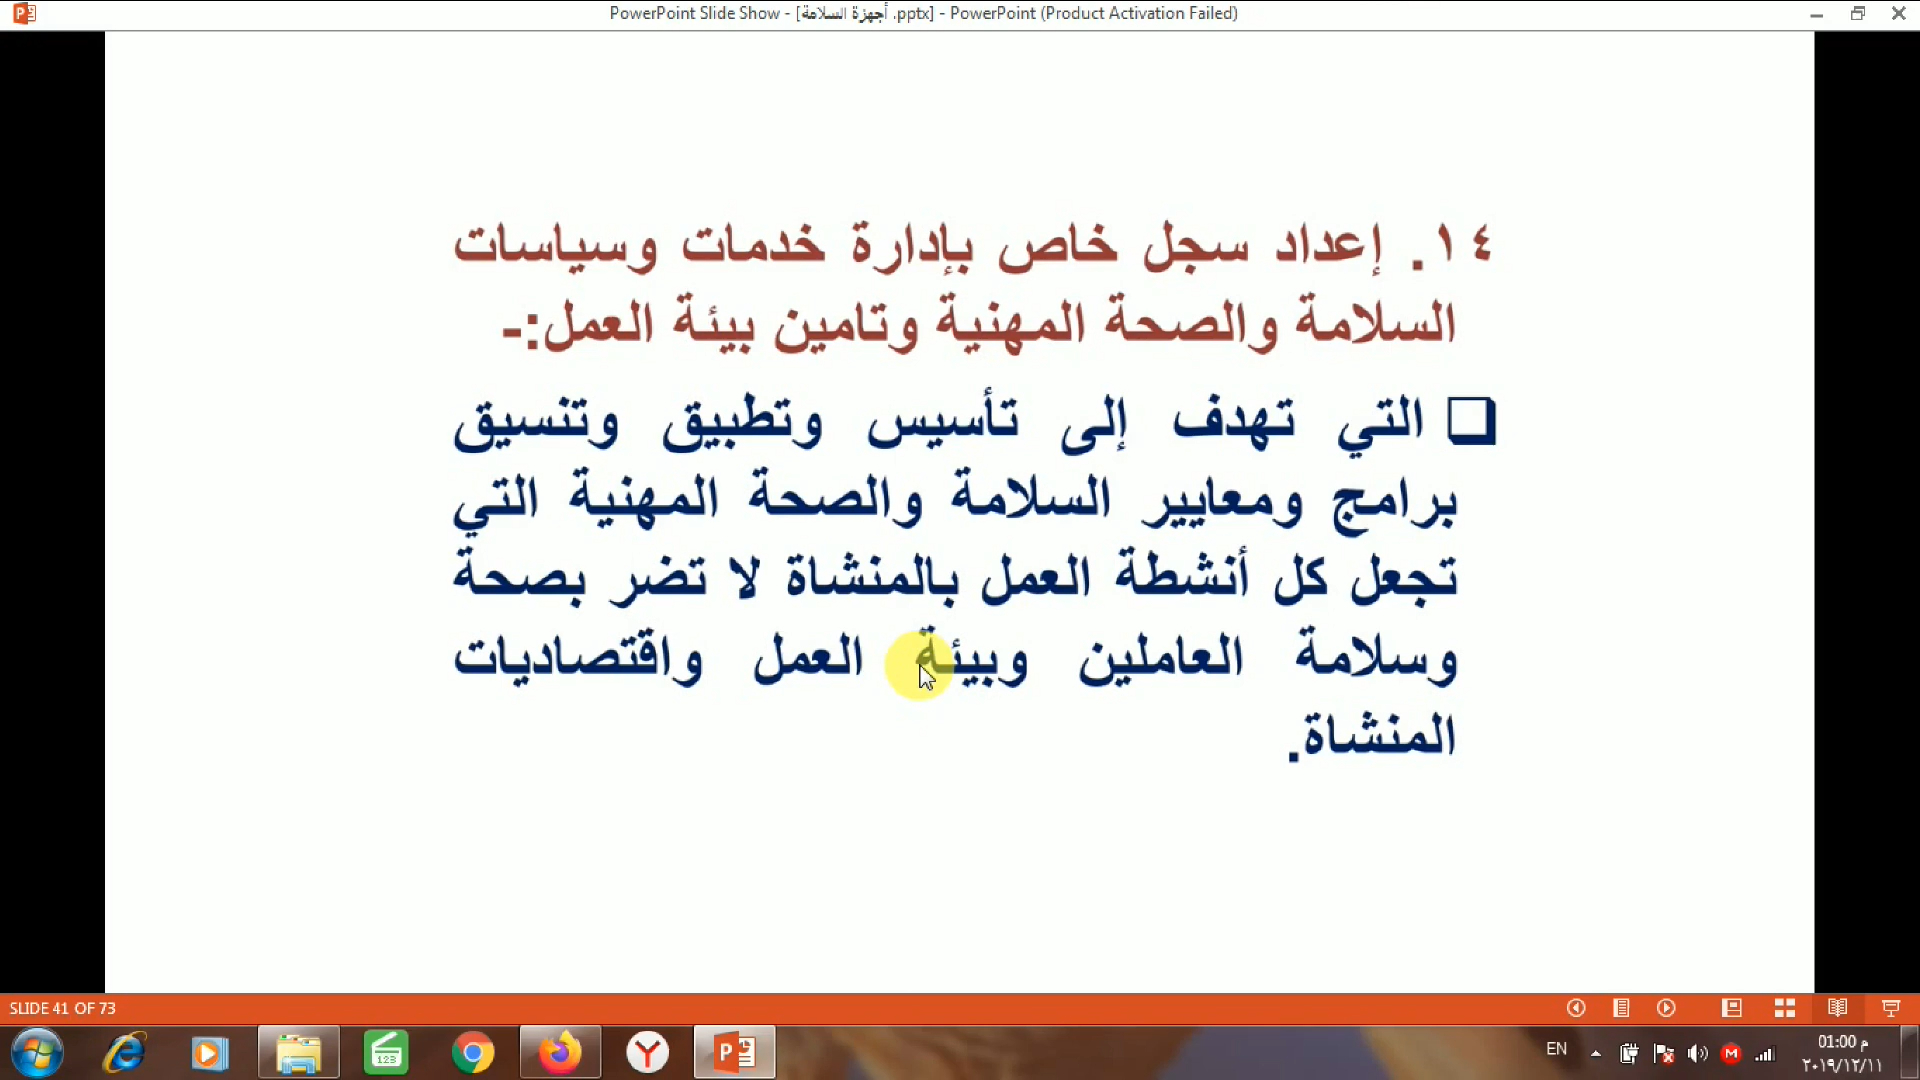 PowerPoint Slide Show - [أجهزة السلامة .pptx] - PowerPoint (Product Activation Failed)
١٤. إعداد سجل خاص بإدارة خدمات وسياسات
السلامة والصحة المهنية وتامين بيئة العمل:-
التي تهدف إلى تأسيس وتطبيق وتنسيق
برامج ومعايير السلامة والصحة المهنية التي
تجعل كل أنشطة العمل بالمنشاة لا تضر بصحة
وسلامة العاملين وبيئة العمل واقتصاديات
المنشاة.
SLIDE 41 OF 73
123
EN
01:00 م
٢٠١٩/١٢/١١